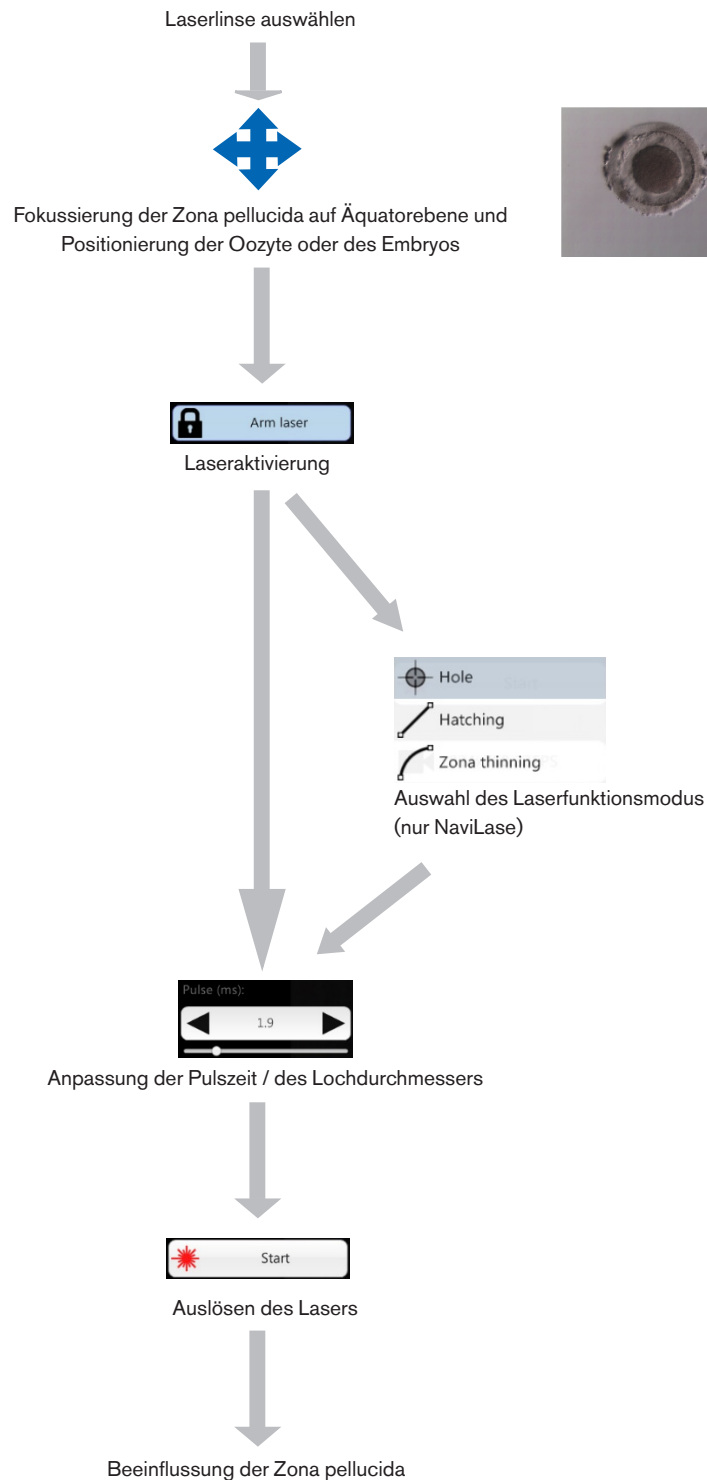 Laserlinse auswählen
Fokussierung der Zona pellucida auf Äquatorebene und
Positionierung der Oozyte oder des Embryos
Arm laser
Laseraktivierung
Hole
Hatching
Zona thinning
Auswahl des Laserfunktionsmodus
(nur NaviLase)
Pulse (ms):
1.9
Anpassung der Pulszeit / des Lochdurchmessers
Start
Auslösen des Lasers
Beeinflussung der Zona pellucida